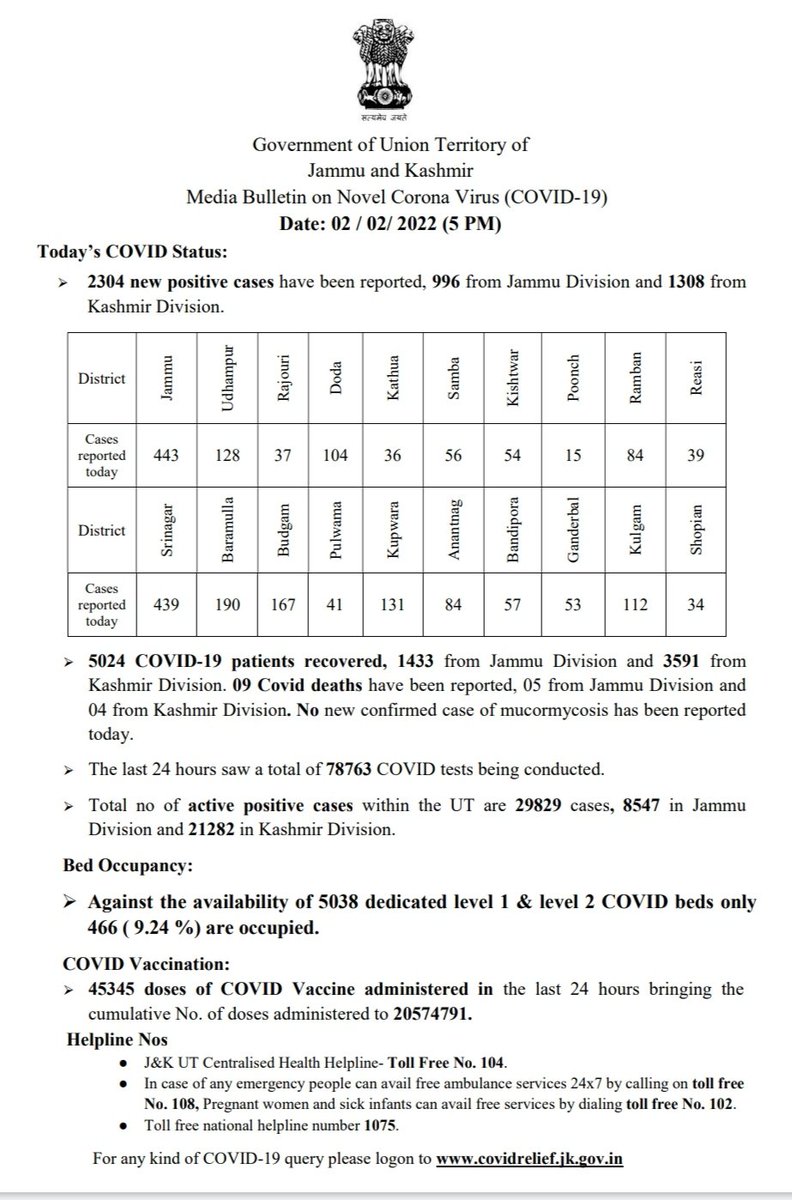 सत्यमेव जयते
Government of Union Territory of
Jammu and Kashmir
Media Bulletin on Novel Corona Virus (COVID-19)
Date: 02 / 02/ 2022 (5 PM)
Today’s COVID Status:
➢ 2304 new positive cases have been reported, 996 from Jammu Division and 1308 from
Kashmir Division.
District Jammu Udhampur Rajouri Doda Kathua Samba Kishtwar Poonch Ramban Reasi
Cases
reported
today 443 128 37 104 36 56 54 15 84 39
District Srinagar Baramulla Budgam Pulwama Kupwara Anantnag Bandipora Ganderbal Kulgam Shopian
Cases
reported
today 439 190 167 41 131 84 57 53 112 34
➢ 5024 COVID-19 patients recovered, 1433 from Jammu Division and 3591 from
Kashmir Division. 09 Covid deaths have been reported, 05 from Jammu Division and
04 from Kashmir Division. No new confirmed case of mucormycosis has been reported
today.
➢ The last 24 hours saw a total of 78763 COVID tests being conducted.
➢ Total no of active positive cases within the UT are 29829 cases, 8547 in Jammu
Division and 21282 in Kashmir Division.
Bed Occupancy:
➢ Against the availability of 5038 dedicated level 1 & level 2 COVID beds only
466 ( 9.24 %) are occupied.
COVID Vaccination:
➢ 45345 doses of COVID Vaccine administered in the last 24 hours bringing the
cumulative No. of doses administered to 20574791.
Helpline Nos
● J&K UT Centralised Health Helpline- Toll Free No. 104.
● In case of any emergency people can avail free ambulance services 24x7 by calling on toll free
No. 108, Pregnant women and sick infants can avail free services by dialing toll free No. 102.
● Toll free national helpline number 1075.
For any kind of COVID-19 query please logon to www.covidrelief.jk.gov.in